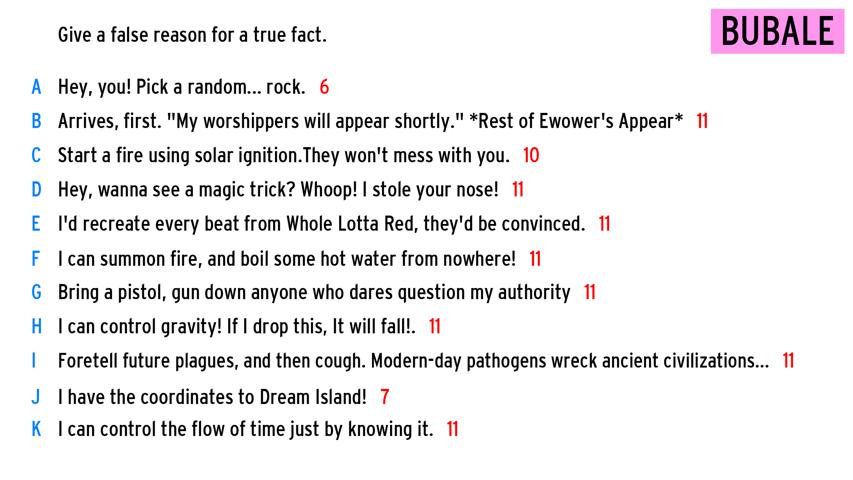 Give a false reason for a true fact.
BUBALE
A Hey, you! Pick a random... rock. 6
B Arrives, first. "My worshippers will appear shortly." *Rest of Ewower's Appear* 11
C Start a fire using solar ignition.They won't mess with you. 10
D Hey, wanna see a magic trick? Whoop! I stole your nose! 11
E I'd recreate every beat from Whole Lotta Red, they'd be convinced. 11
F I can summon fire, and boil some hot water from nowhere! 11
G Bring a pistol, gun down anyone who dares question my authority 11
H I can control gravity! If I drop this, It will fall!. 11
I Foretell future plagues, and then cough. Modern-day pathogens wreck ancient civilizations... 11
J I have the coordinates to Dream Island! 7
K I can control the flow of time just by knowing it. 11